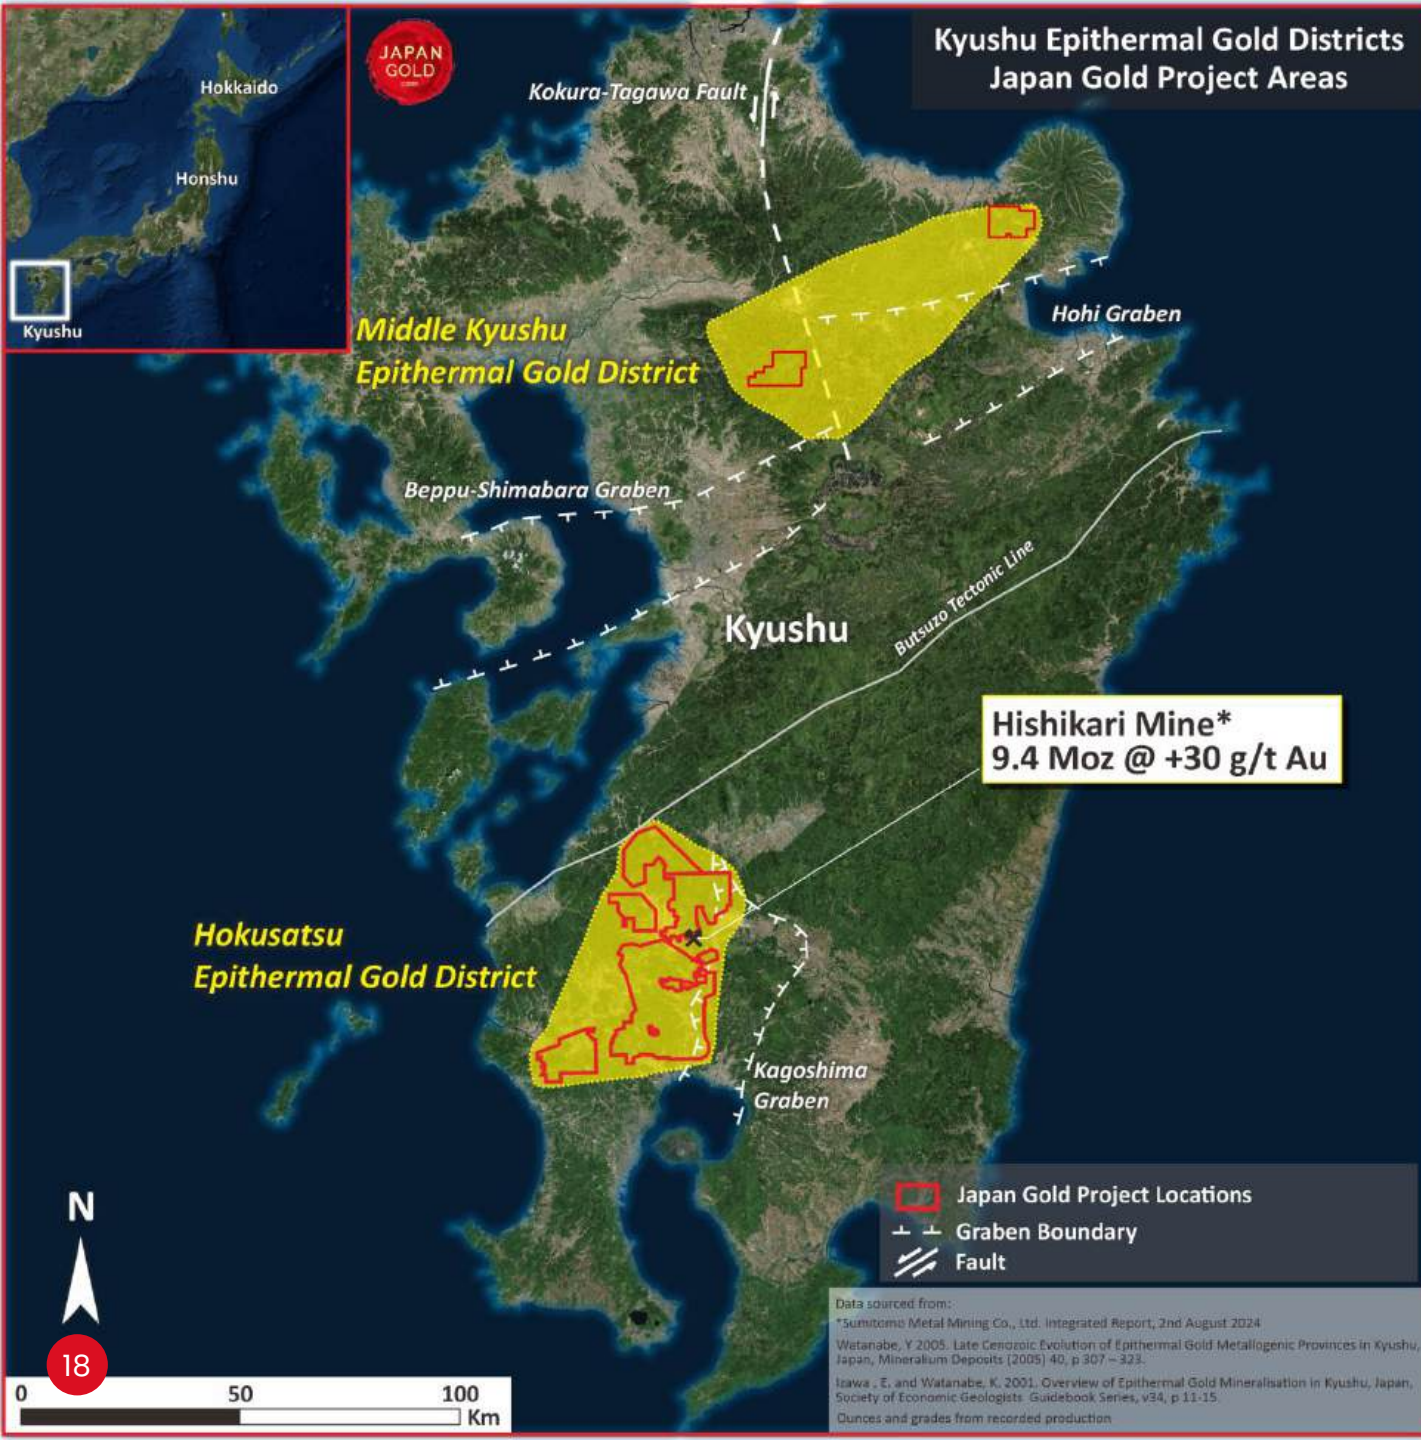 Kyushu Epithermal Gold Districts
Japan Gold Project Areas
JAPAN
GOLD
Hokkaido
Honshu
Kyushu
Kokura-Tagawa Fault
Hohi Graben
Middle Kyushu
Epithermal Gold District
Beppu-Shimabara Graben
Butsuzo Tectonic Line
Kyushu
Hishikari Mine*
9.4 Moz @ +30 g/t Au
Hokusatsu
Epithermal Gold District
Kagoshima
Graben
N
18
0 50 100
Km
Japan Gold Project Locations
Graben Boundary
Fault
Data sourced from:
*Sumitomo Metal Mining Co., Ltd. Integrated Report, 2nd August 2024
Watanabe, Y 2005. Late Cenozoic Evolution of Epithermal Gold Metallogenic Provinces in Kyushu,
Japan, Mineralium Deposits (2005) 40, p 307 – 323.
Izawa , E. and Watanabe, K. 2001. Overview of Epithermal Gold Mineralisation in Kyushu, Japan,
Society of Economic Geologists Guidebook Series, v34, p 11-15.
Ounces and grades from recorded production